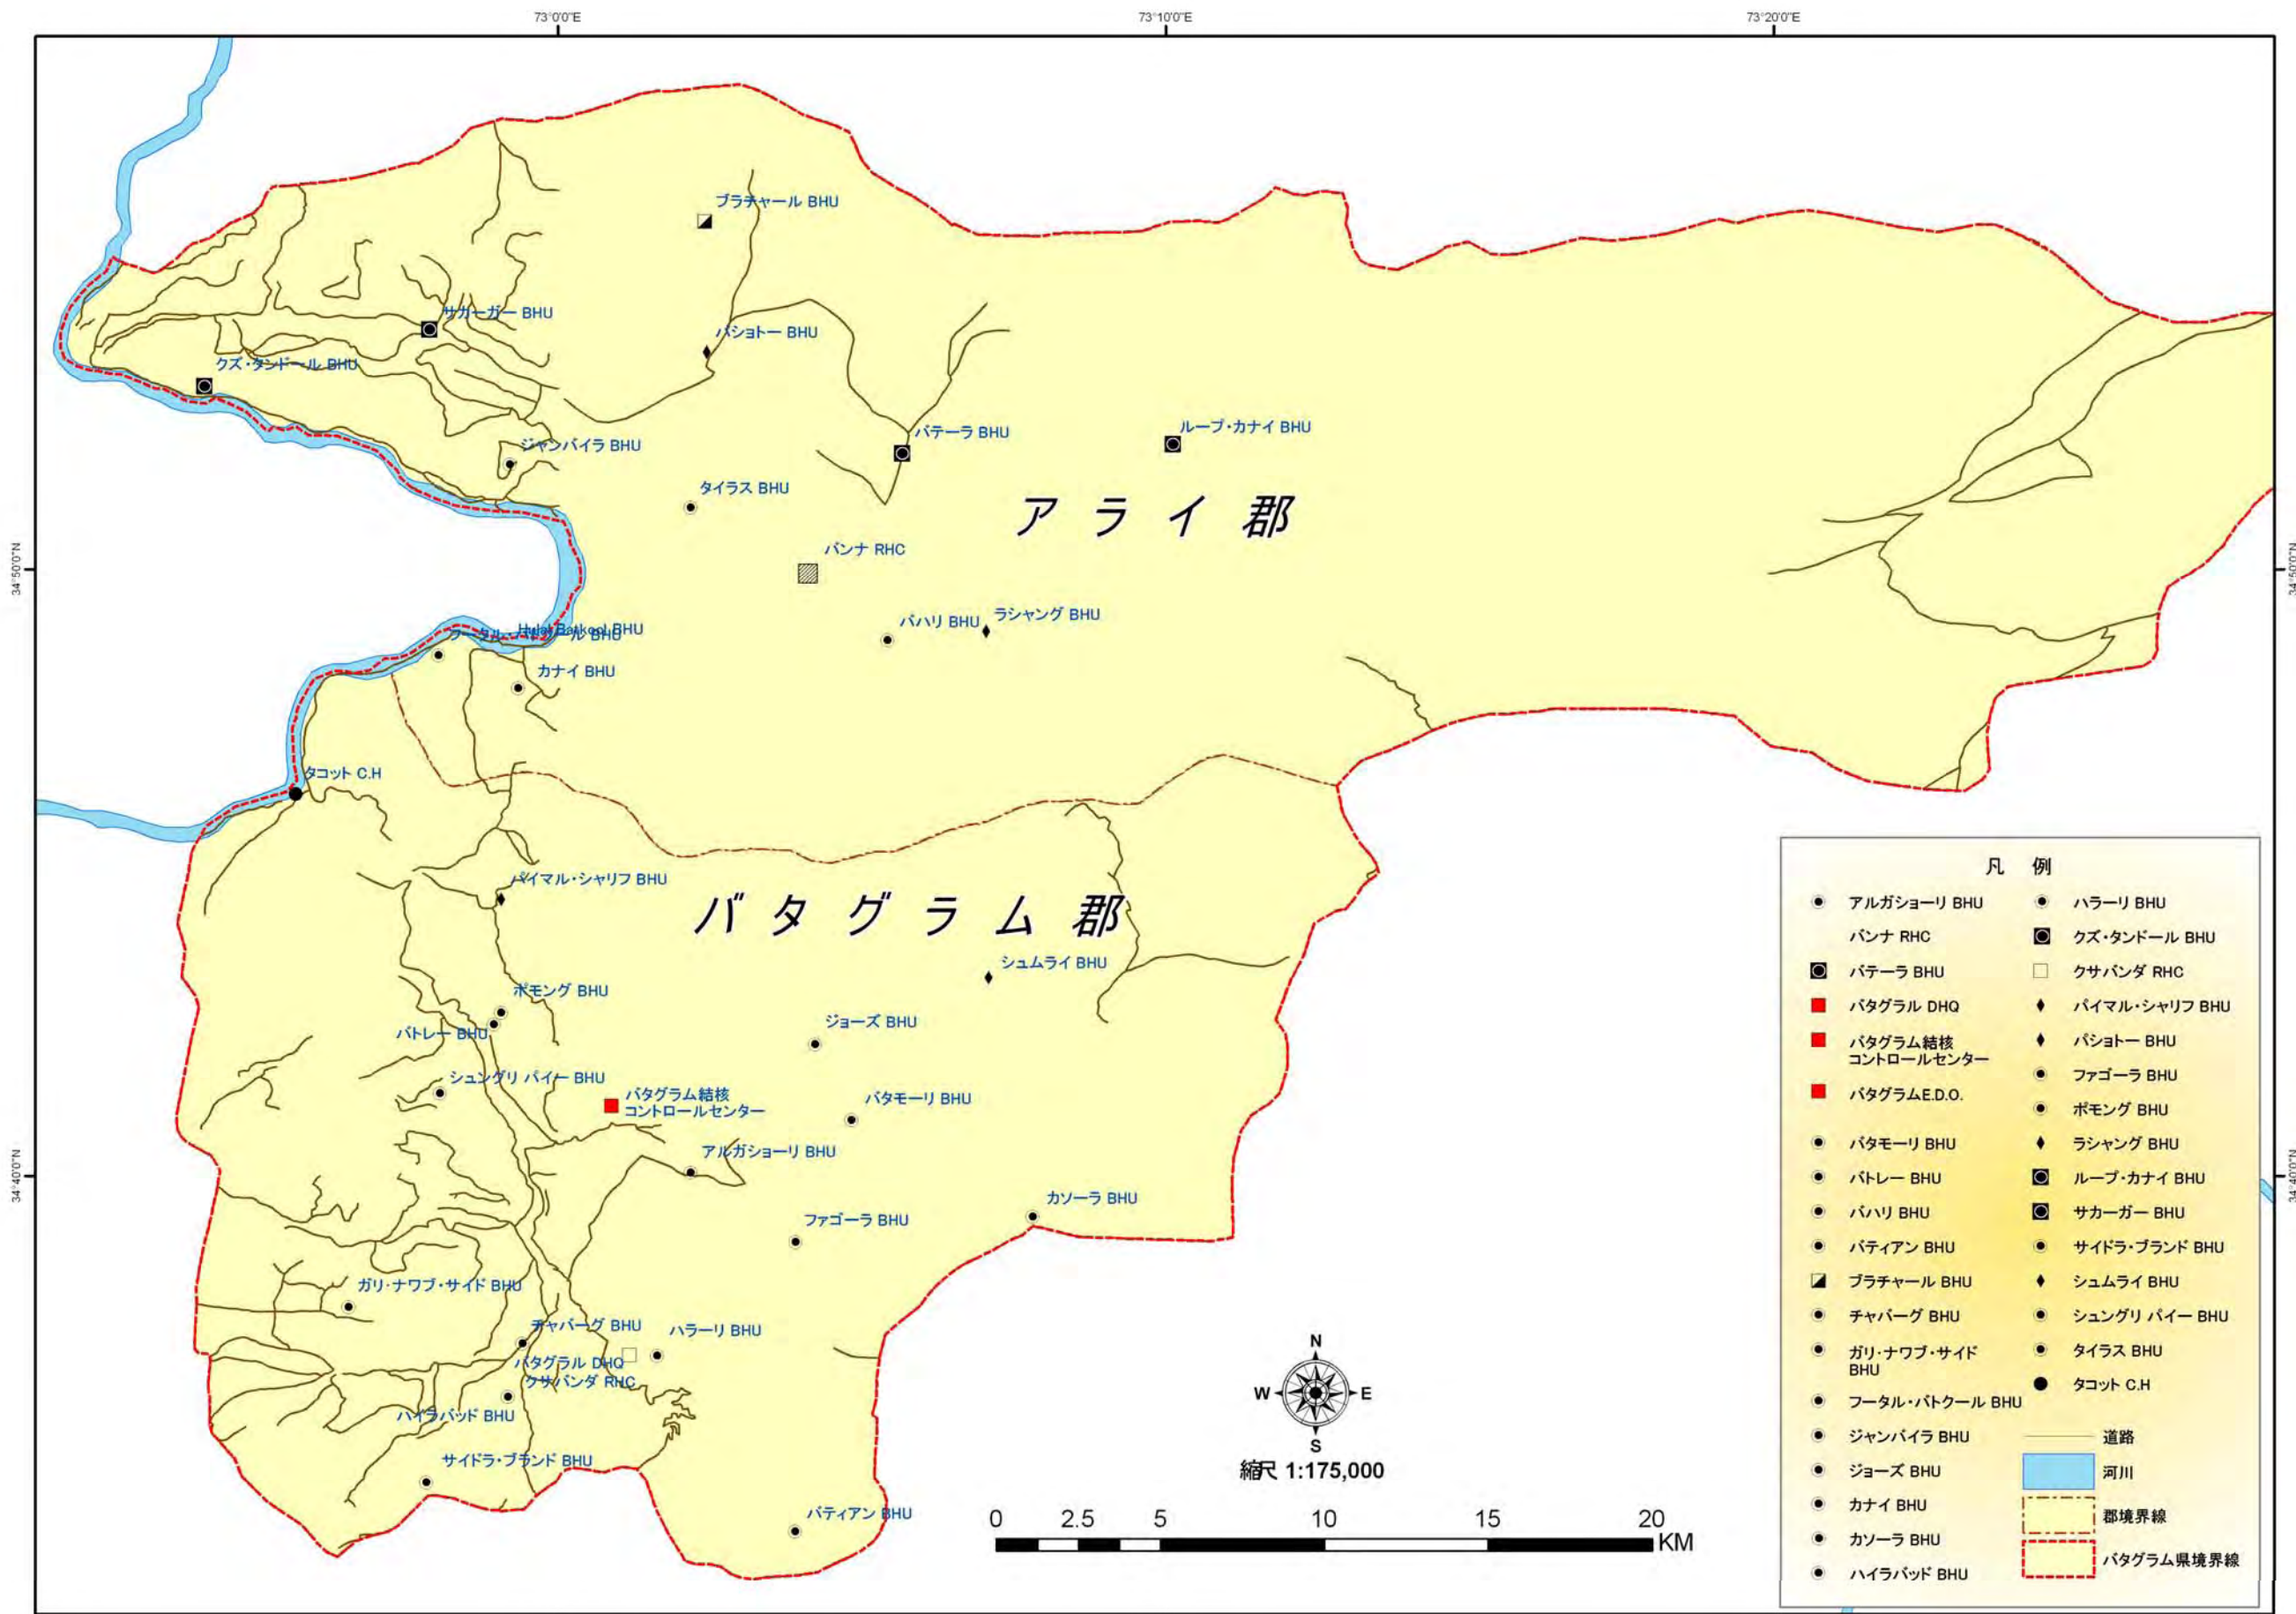 73°0'0"E
73°10'0"E
73°20'0"E
34°50'0"N
34°50'0"N
34°40'0"N
34°40'0"N
ブラチャール BHU
サカーガー BHU
パショトー BHU
クズ・タンドール BHU
ジャンバイラ BHU
バテーラ BHU
ループ・カナイ BHU
タイラス BHU
アライ郡
バンナ RHC
バハリ BHU
ラシャング BHU
カナイ BHU
タコット C.H
パイマル・シャリフ BHU
バタグラム郡
シュムライ BHU
ポモング BHU
バトレー BHU
ジョーズ BHU
シュングリ パイー BHU
バタグラム結核
コントロールセンター
バタモーリ BHU
アルガショーリ BHU
カソーラ BHU
ファゴーラ BHU
ガリ・ナワブ・サイド BHU
チャバーグ BHU
ハラーリ BHU
バタグラル DHQ
クサバンダ RHC
ハイラバッド BHU
サイドラ・ブランド BHU
バティアン BHU
N
W
E
S
縮尺 1:175,000
0 2.5 5 10 15 20
KM
凡 例
アルガショーリ BHU
バンナ RHC
バテーラ BHU
バタグラル DHQ
バタグラム結核
コントロールセンター
バタグラムE.D.O.
バタモーリ BHU
バトレー BHU
バハリ BHU
バティアン BHU
ブラチャール BHU
チャバーグ BHU
ガリ・ナワブ・サイド
BHU
フータル・バトクール BHU
ジャンバイラ BHU
ジョーズ BHU
カナイ BHU
カソーラ BHU
ハイラバッド BHU
ハラーリ BHU
クズ・タンドール BHU
クサバンダ RHC
パイマル・シャリフ BHU
パショトー BHU
ファゴーラ BHU
ポモング BHU
ラシャング BHU
ループ・カナイ BHU
サカーガー BHU
サイドラ・ブランド BHU
シュムライ BHU
シュングリ パイー BHU
タイラス BHU
タコット C.H
道路
河川
郡境界線
バタグラム県境界線